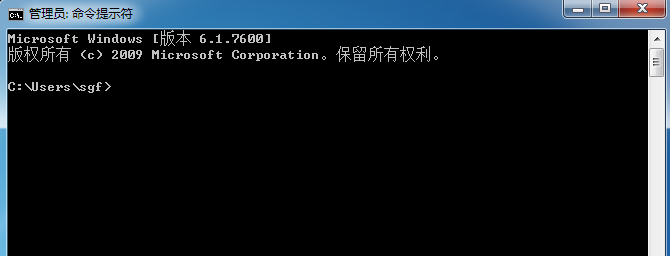 管理员: 命令提示符
Microsoft Windows [版本 6.1.7600]
版权所有 (c) 2009 Microsoft Corporation。保留所有权利。
C:\Users\sgf>